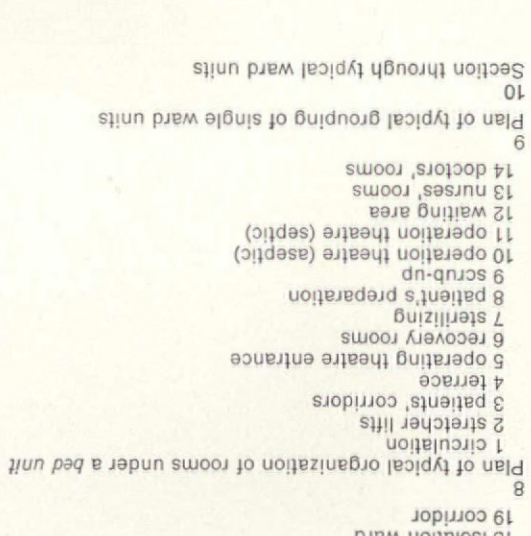 isolation ward
19 corridor
8
Plan of typical organization of rooms under a bed unit
1 circulation
2 stretcher lifts
3 patients' corridors
4 terrace
5 operating theatre entrance
6 recovery rooms
7 sterilizing
8 patient's preparation
9 scrub-up
10 operation theatre (aseptic)
11 operation theatre (septic)
12 waiting area
13 nurses' rooms
14 doctors' rooms
9
Plan of typical grouping of single ward units
10
Section through typical ward units